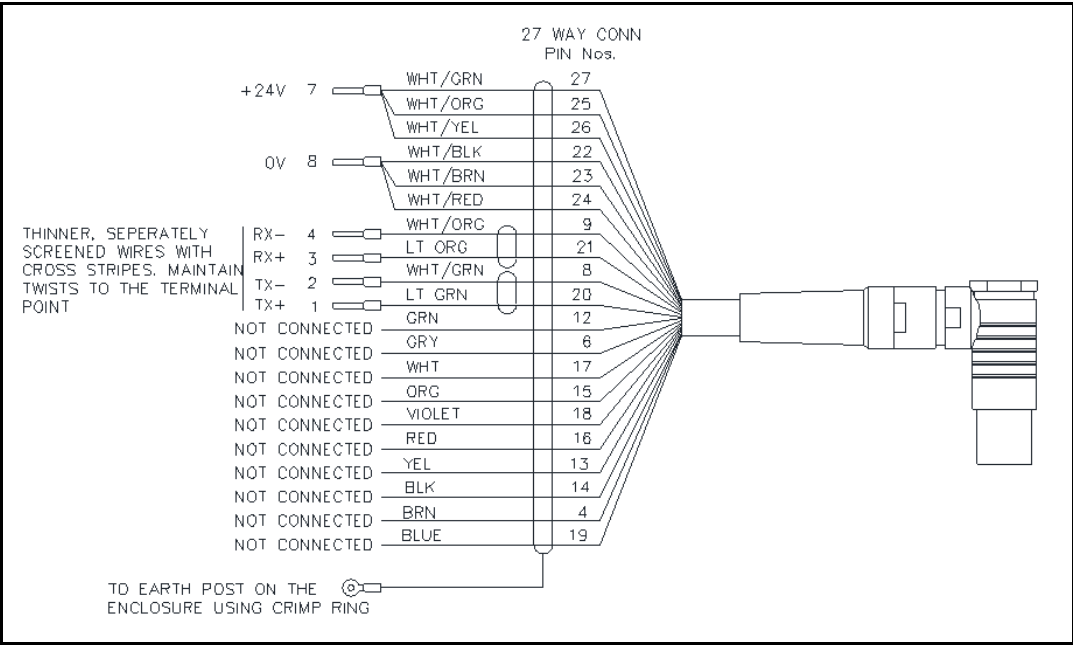 27 WAY CONN
PIN Nos.
WHT/GRN 27
+24V 7
WHT/ORG 25
WHT/YEL 26
WHT/BLK 22
0V 8
WHT/BRN 23
WHT/RED 24
WHT/ORG 9
THINNER, SEPERATELY
SCREENED WIRES WITH
CROSS STRIPES. MAINTAIN
TWISTS TO THE TERMINAL
POINT
RX- 4
LT ORG 21
RX+ 3
WHT/GRN 8
TX- 2
LT GRN 20
TX+ 1
GRN 12
NOT CONNECTED
GRY 6
NOT CONNECTED
WHT 17
NOT CONNECTED
ORG 15
NOT CONNECTED
VIOLET 18
NOT CONNECTED
RED 16
NOT CONNECTED
YEL 13
NOT CONNECTED
BLK 14
NOT CONNECTED
BRN 4
NOT CONNECTED
BLUE 19
NOT CONNECTED
TO EARTH POST ON THE
ENCLOSURE USING CRIMP RING